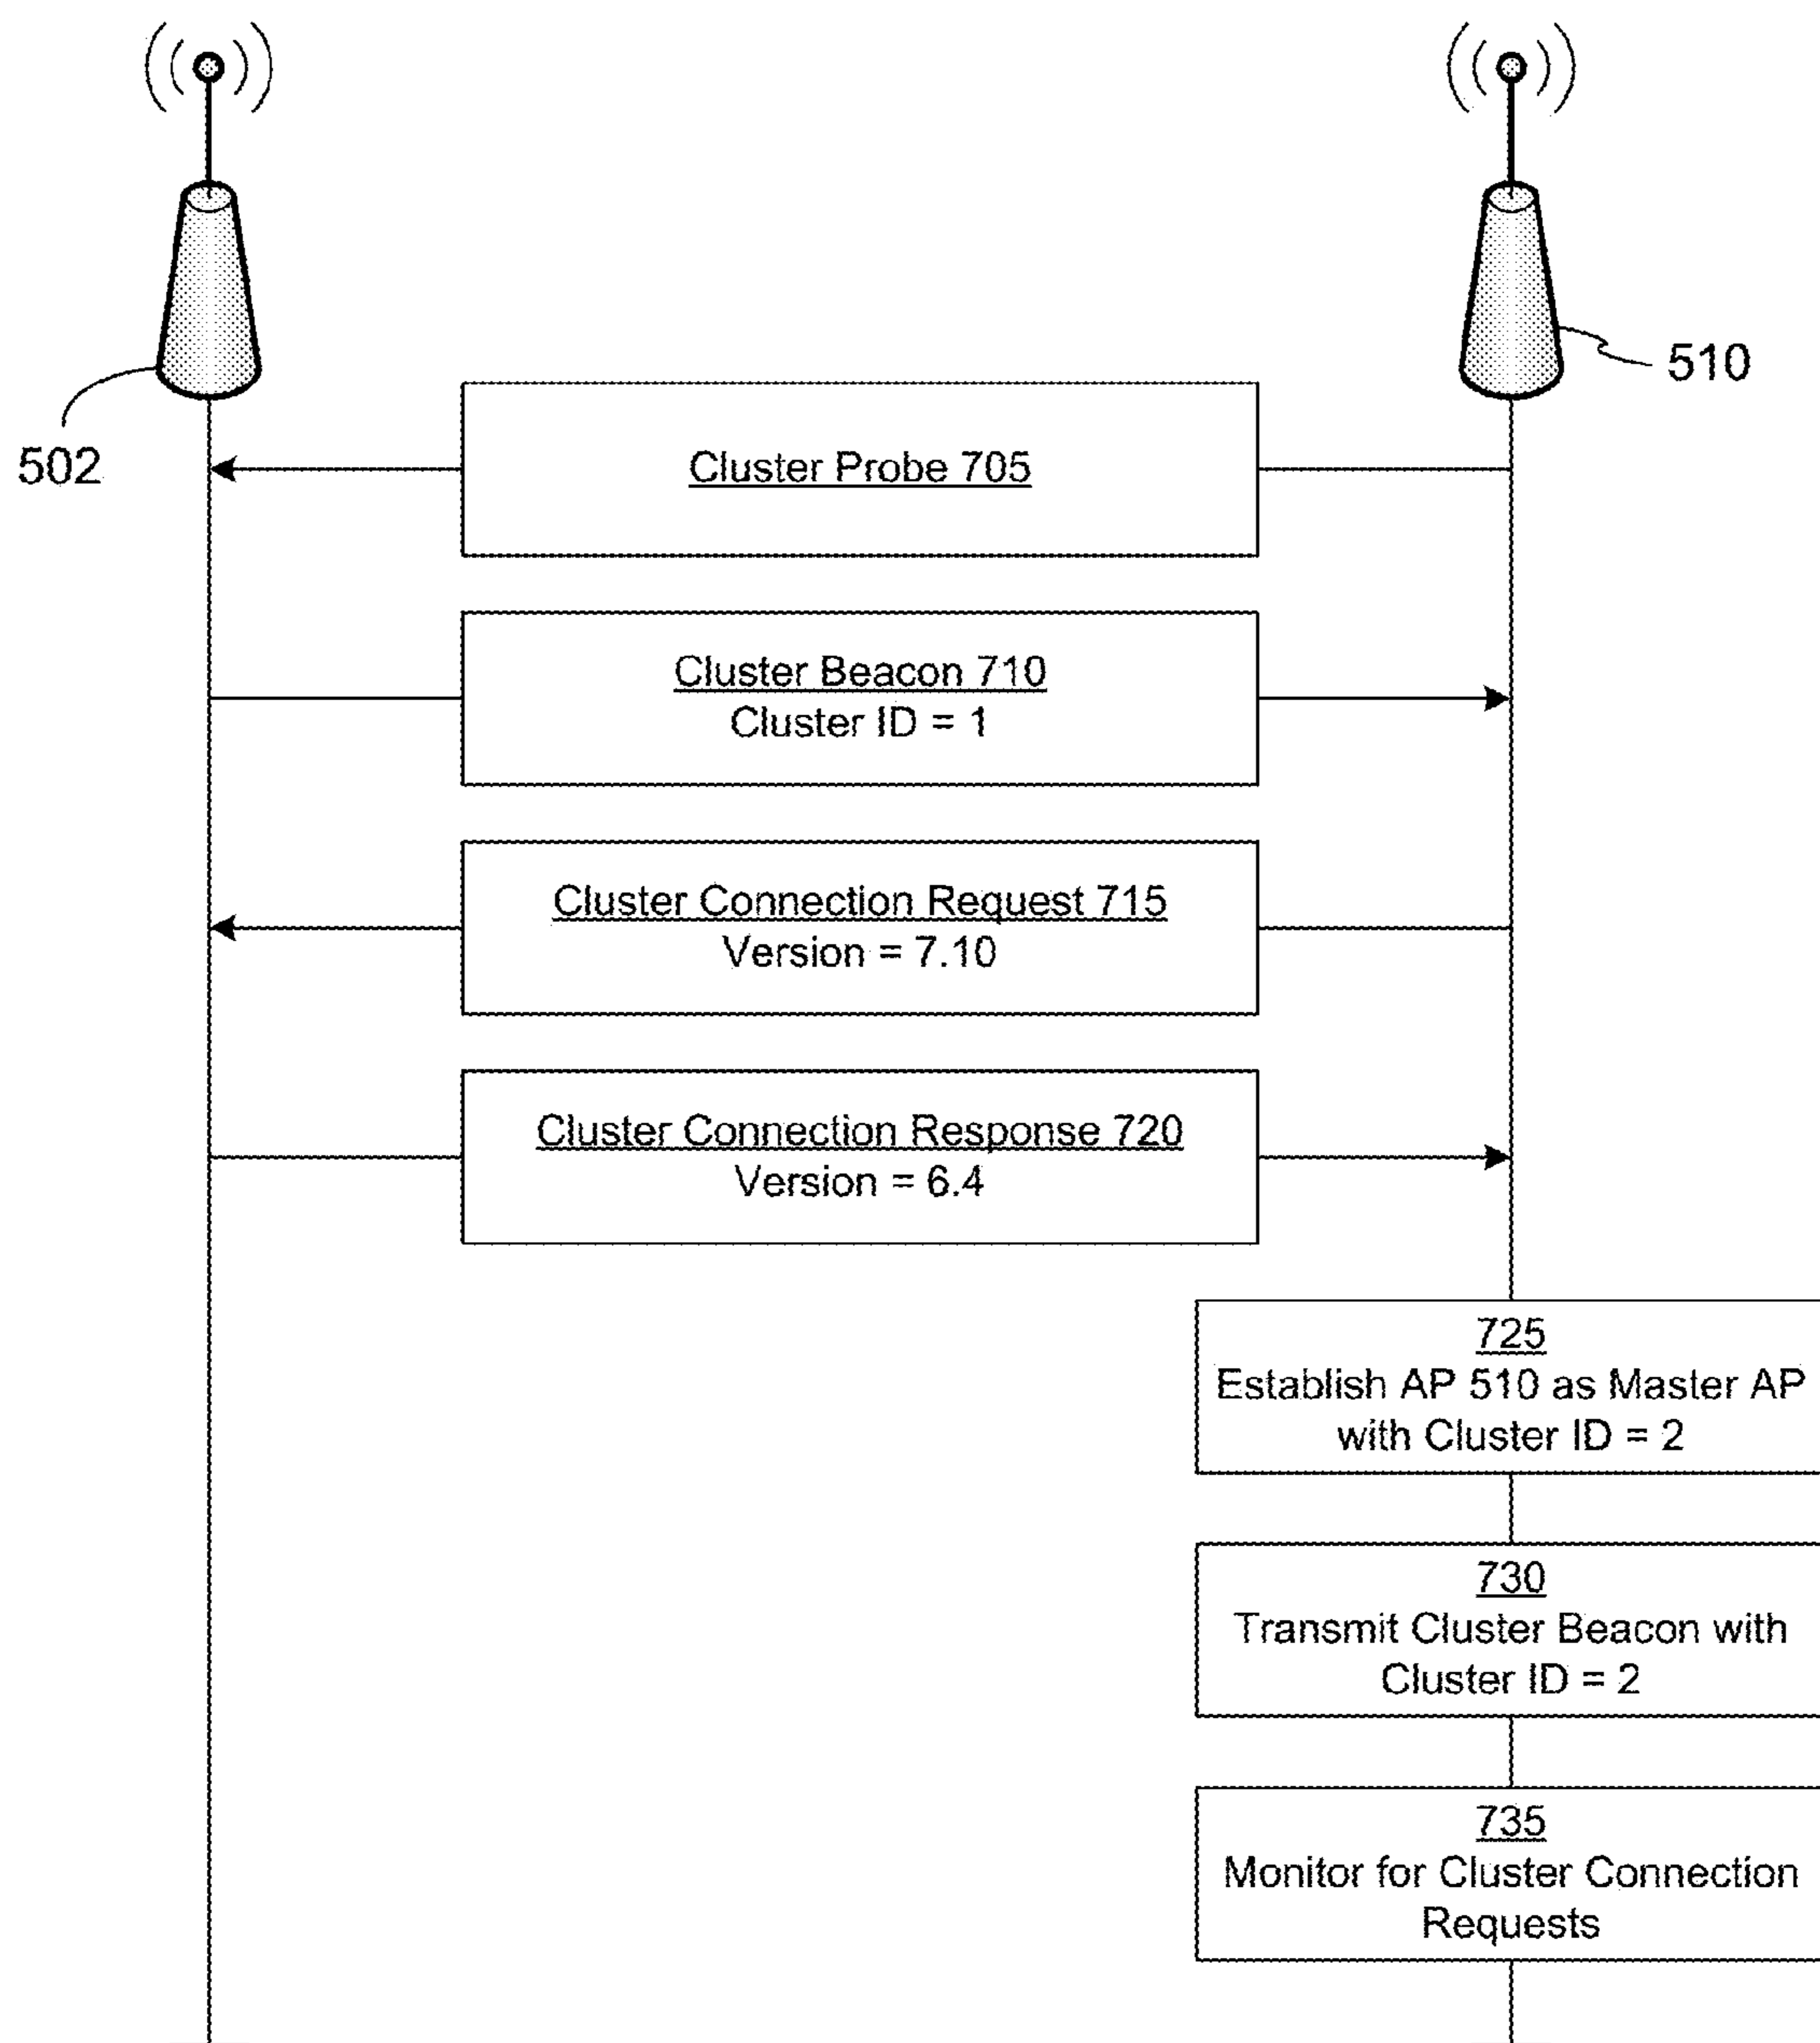 502
510
Cluster Probe 705
Cluster Beacon 710
Cluster ID = 1
Cluster Connection Request 715
Version = 7.10
Cluster Connection Response 720
Version = 6.4
725
Establish AP 510 as Master AP
with Cluster ID = 2
730
Transmit Cluster Beacon with
Cluster ID = 2
735
Monitor for Cluster Connection
Requests